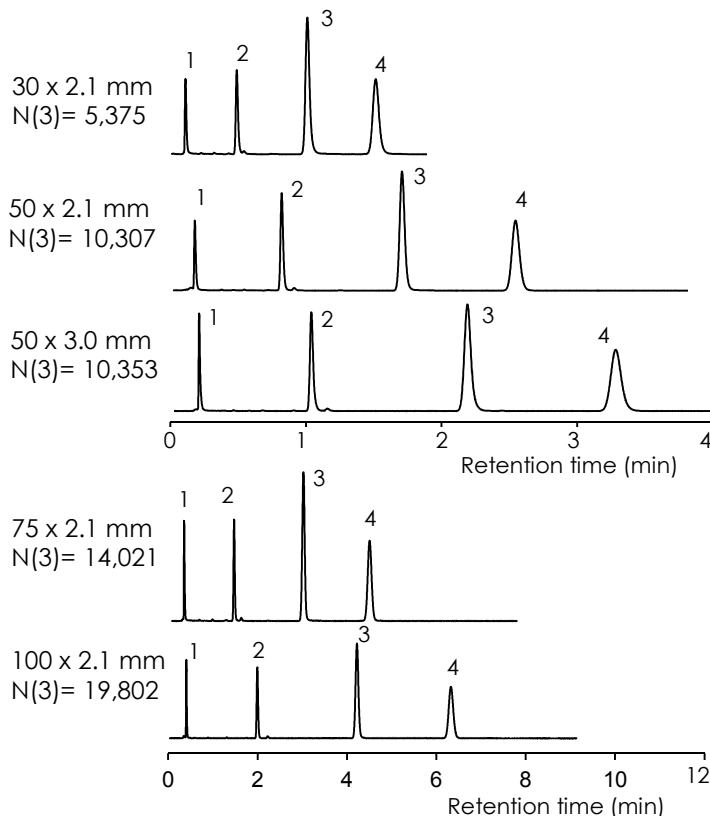 1 2 3 4
30 x 2.1 mm
N(3)= 5,375
1 2 3 4
50 x 2.1 mm
N(3)= 10,307
1 2 3 4
50 x 3.0 mm
N(3)= 10,353
0 1 2 3 4
Retention time (min)
1 2 3 4
75 x 2.1 mm
N(3)= 14,021
1 2 3 4
100 x 2.1 mm
N(3)= 19,802
0 2 4 6 8 10 12
Retention time (min)